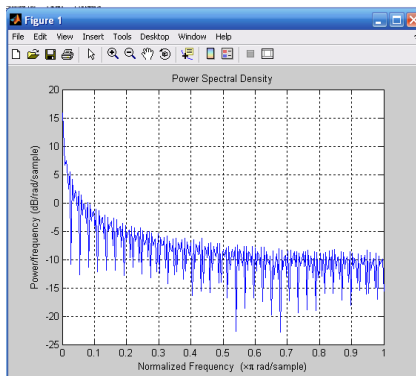 Figure 1
File Edit View Insert Tools Desktop Window Help
Power Spectral Density
20
15
10
5
0
-5
-10
-15
-20
-25
Power/frequency (dB/rad/sample)
0 0.1 0.2 0.3 0.4 0.5 0.6 0.7 0.8 0.9 1
Normalized Frequency (×π rad/sample)